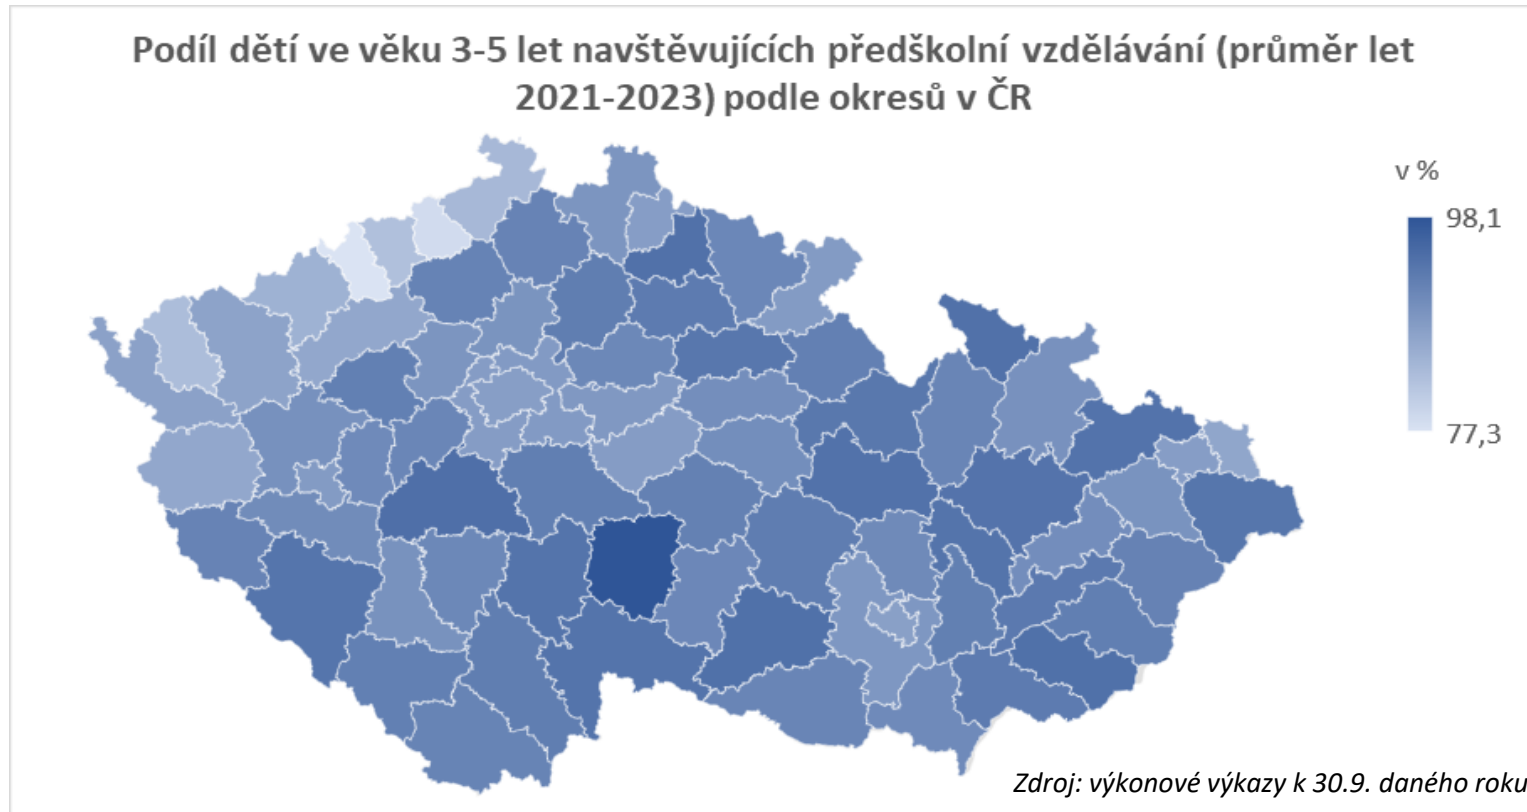 Podíl dětí ve věku 3-5 let navštěvujících předškolní vzdělávání (průměr let
2021-2023) podle okresů v ČR
v %
98,1
77,3
Zdroj: výkonové výkazy k 30.9. daného roku